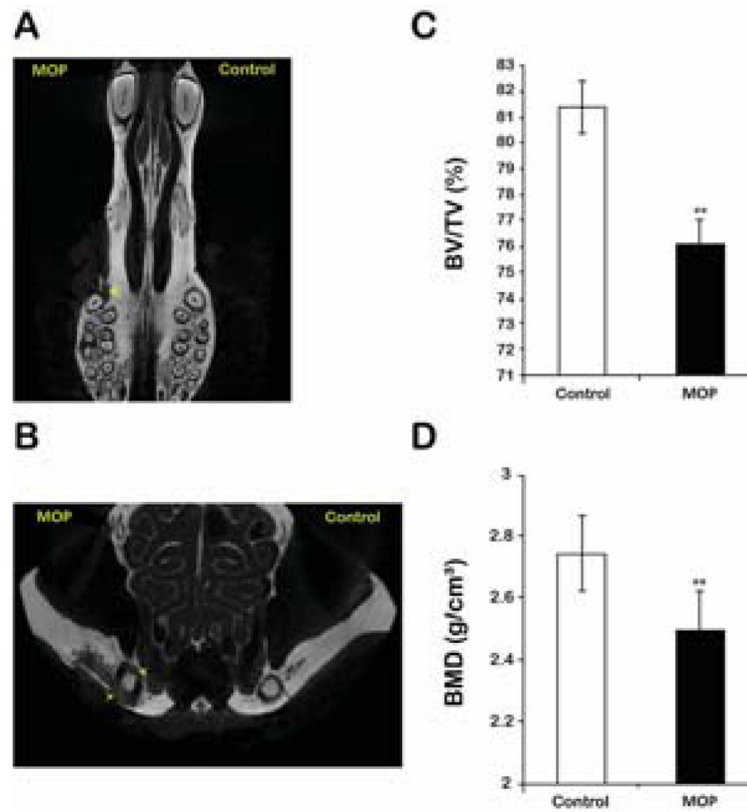 A
MOP Control
B
MOP Control
C
BV/TV (%)
83
82
81
80
79
78
77
76
75
74
73
72
71
**
Control MOP
D
BMD (g/cm³)
3
2.8
2.6
2.4
2.2
2
**
Control MOP